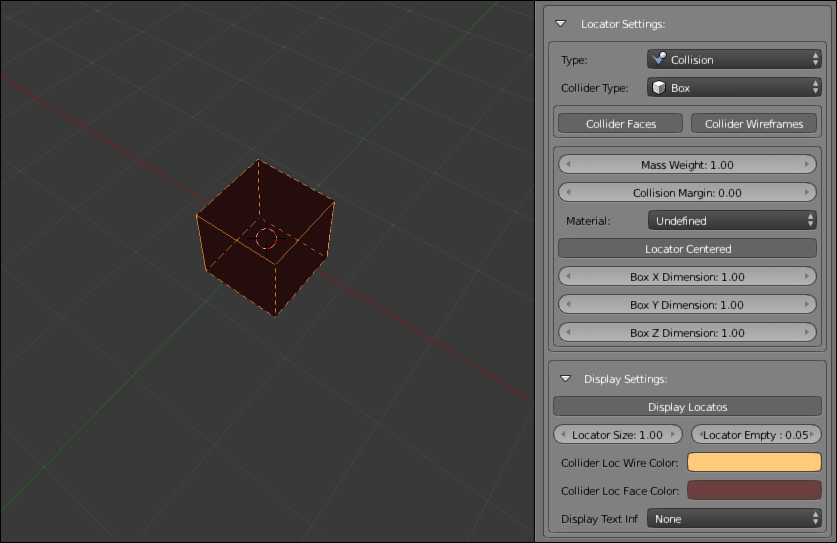 Locator Settings:
Type: Collision
Collider Type: Box
Collider Faces Collider Wireframes
Mass Weight: 1.00
Collision Margin: 0.00
Material: Undefined
Locator Centered
Box X Dimension: 1.00
Box Y Dimension: 1.00
Box Z Dimension: 1.00
Display Settings:
Display Locatos
Locator Size: 1.00 Locator Empty : 0.05
Collider Loc Wire Color:
Collider Loc Face Color:
Display Text Inf None